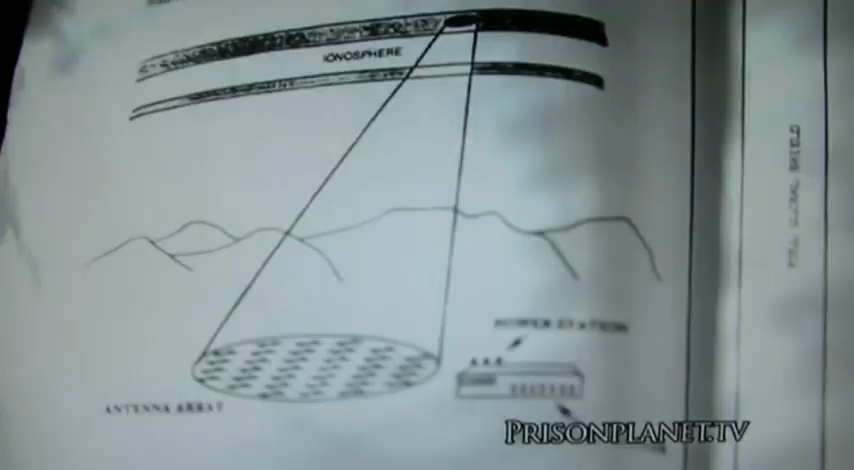 IONOSPHERE
POWER STATION
ANTENNA ARRAY
PRISONPLANET.TV